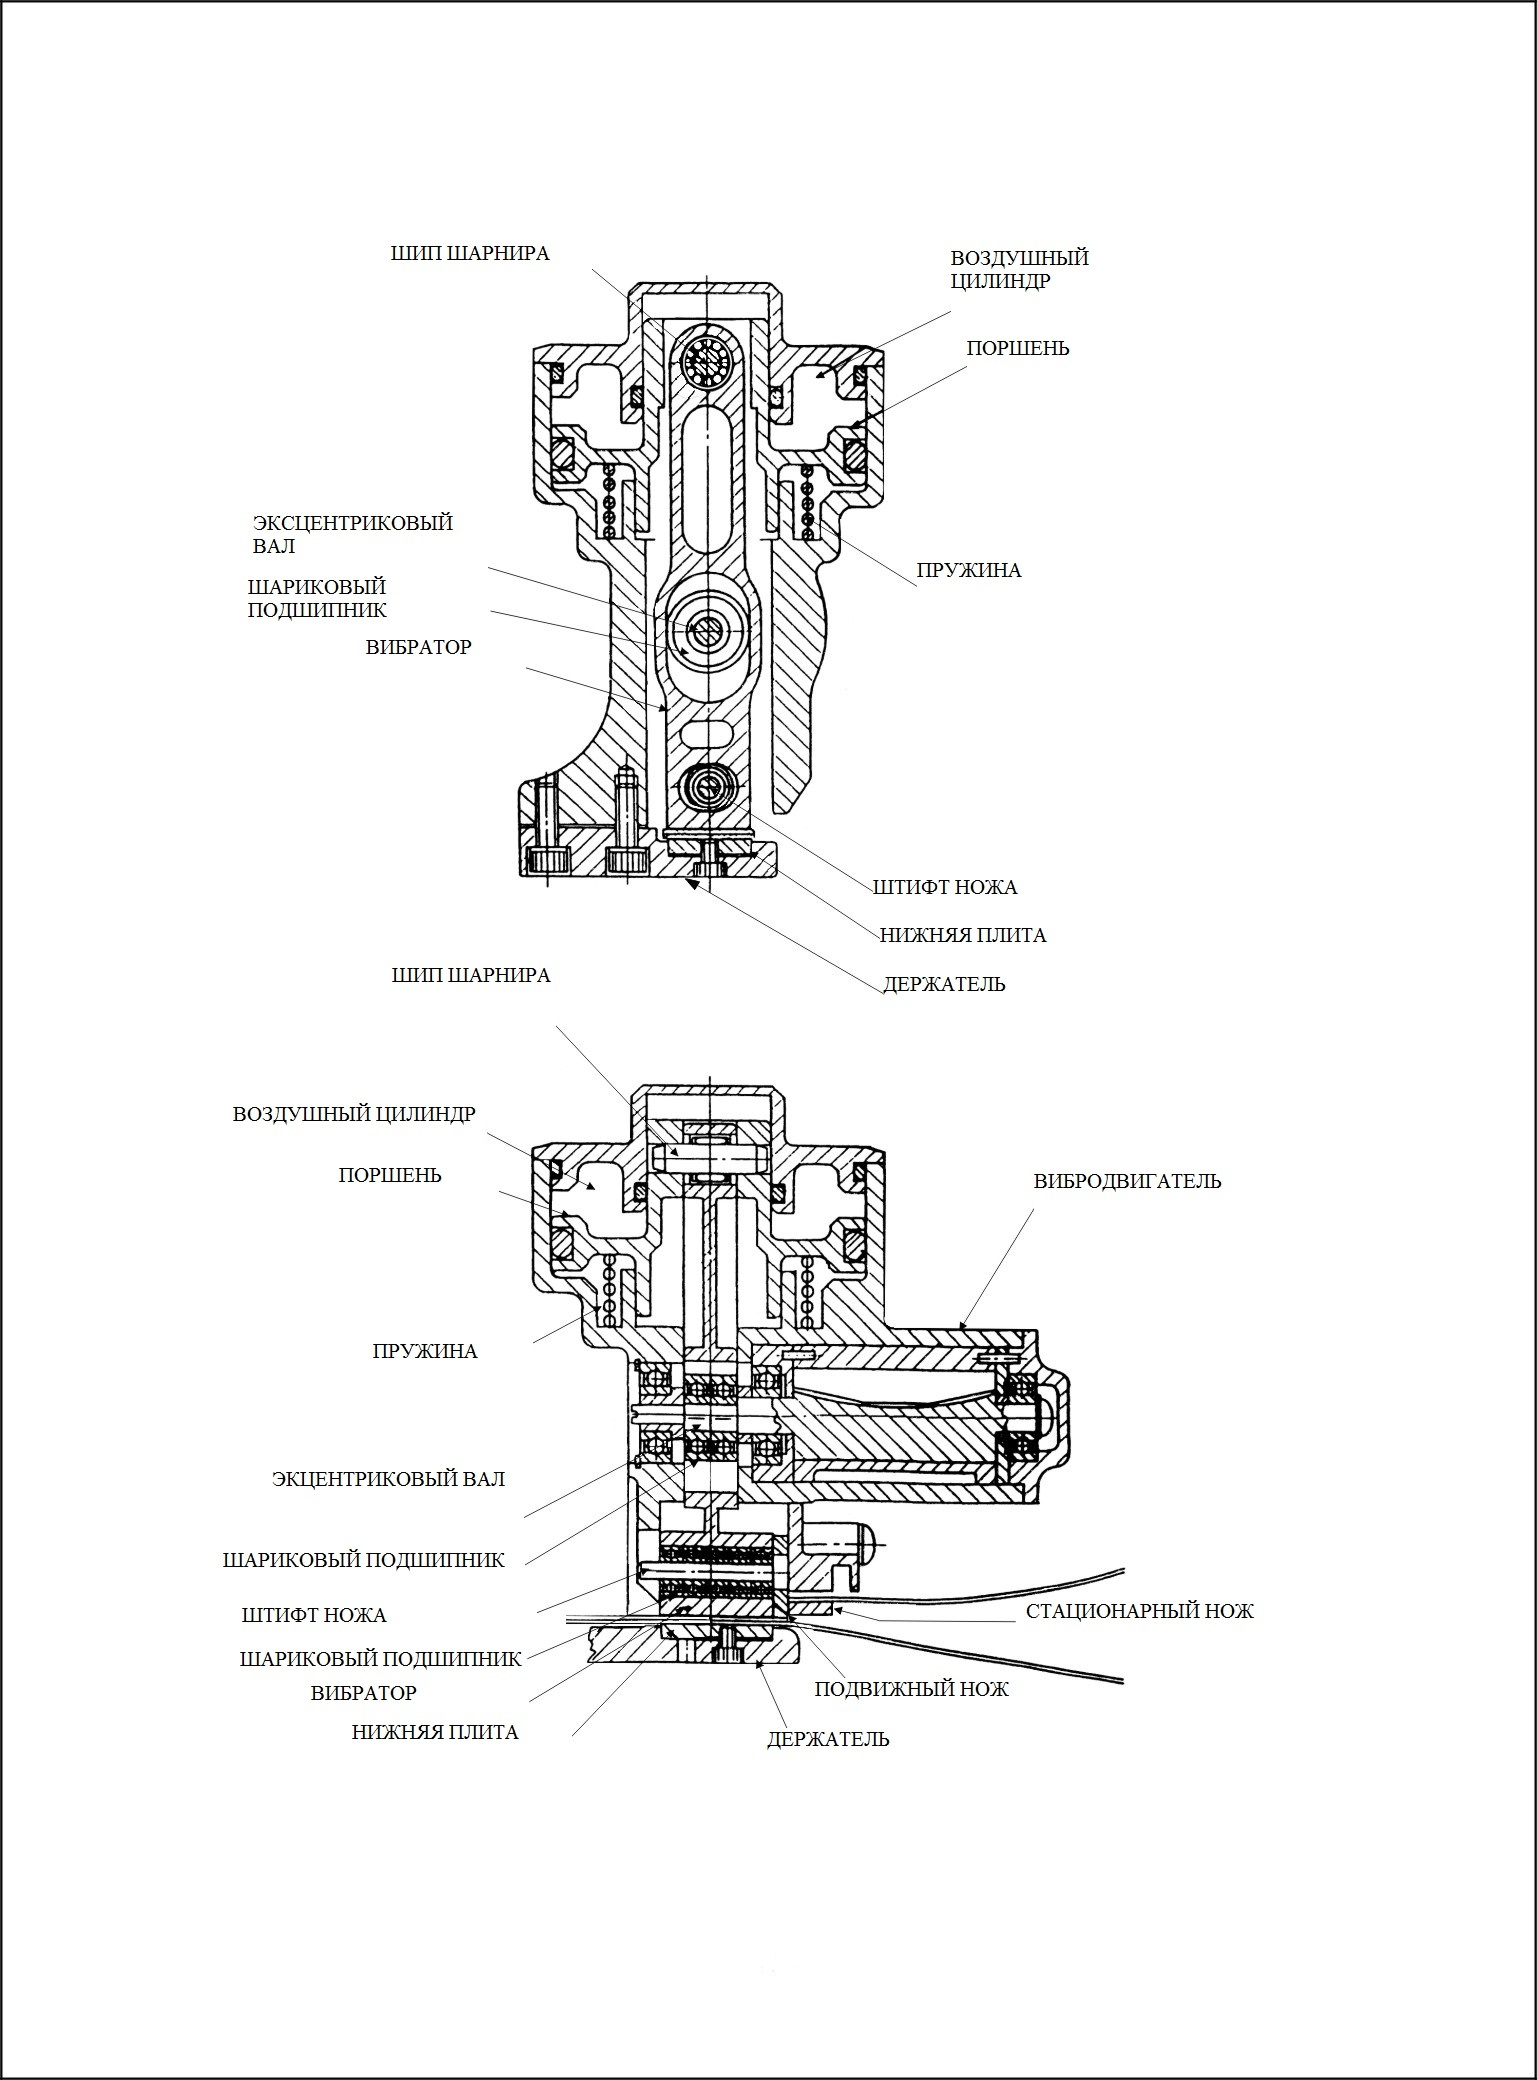 ШИП ШАРНИРА
ВОЗДУШНЫЙ
ЦИЛИНДР
ПОРШЕНЬ
ЭКСЦЕНТРИКОВЫЙ
ВАЛ
ПРУЖИНА
ШАРИКОВЫЙ
ПОДШИПНИК
ВИБРАТОР
ШТИФТ НОЖА
НИЖНЯЯ ПЛИТА
ДЕРЖАТЕЛЬ
ШИП ШАРНИРА
ВОЗДУШНЫЙ ЦИЛИНДР
ПОРШЕНЬ
ВИБРОДВИГАТЕЛЬ
ПРУЖИНА
ЭКЦЕНТРИКОВЫЙ ВАЛ
ШАРИКОВЫЙ ПОДШИПНИК
ШТИФТ НОЖА
СТАЦИОНАРНЫЙ НОЖ
ШАРИКОВЫЙ ПОДШИПНИК
ПОДВИЖНЫЙ НОЖ
ВИБРАТОР
НИЖНЯЯ ПЛИТА
ДЕРЖАТЕЛЬ